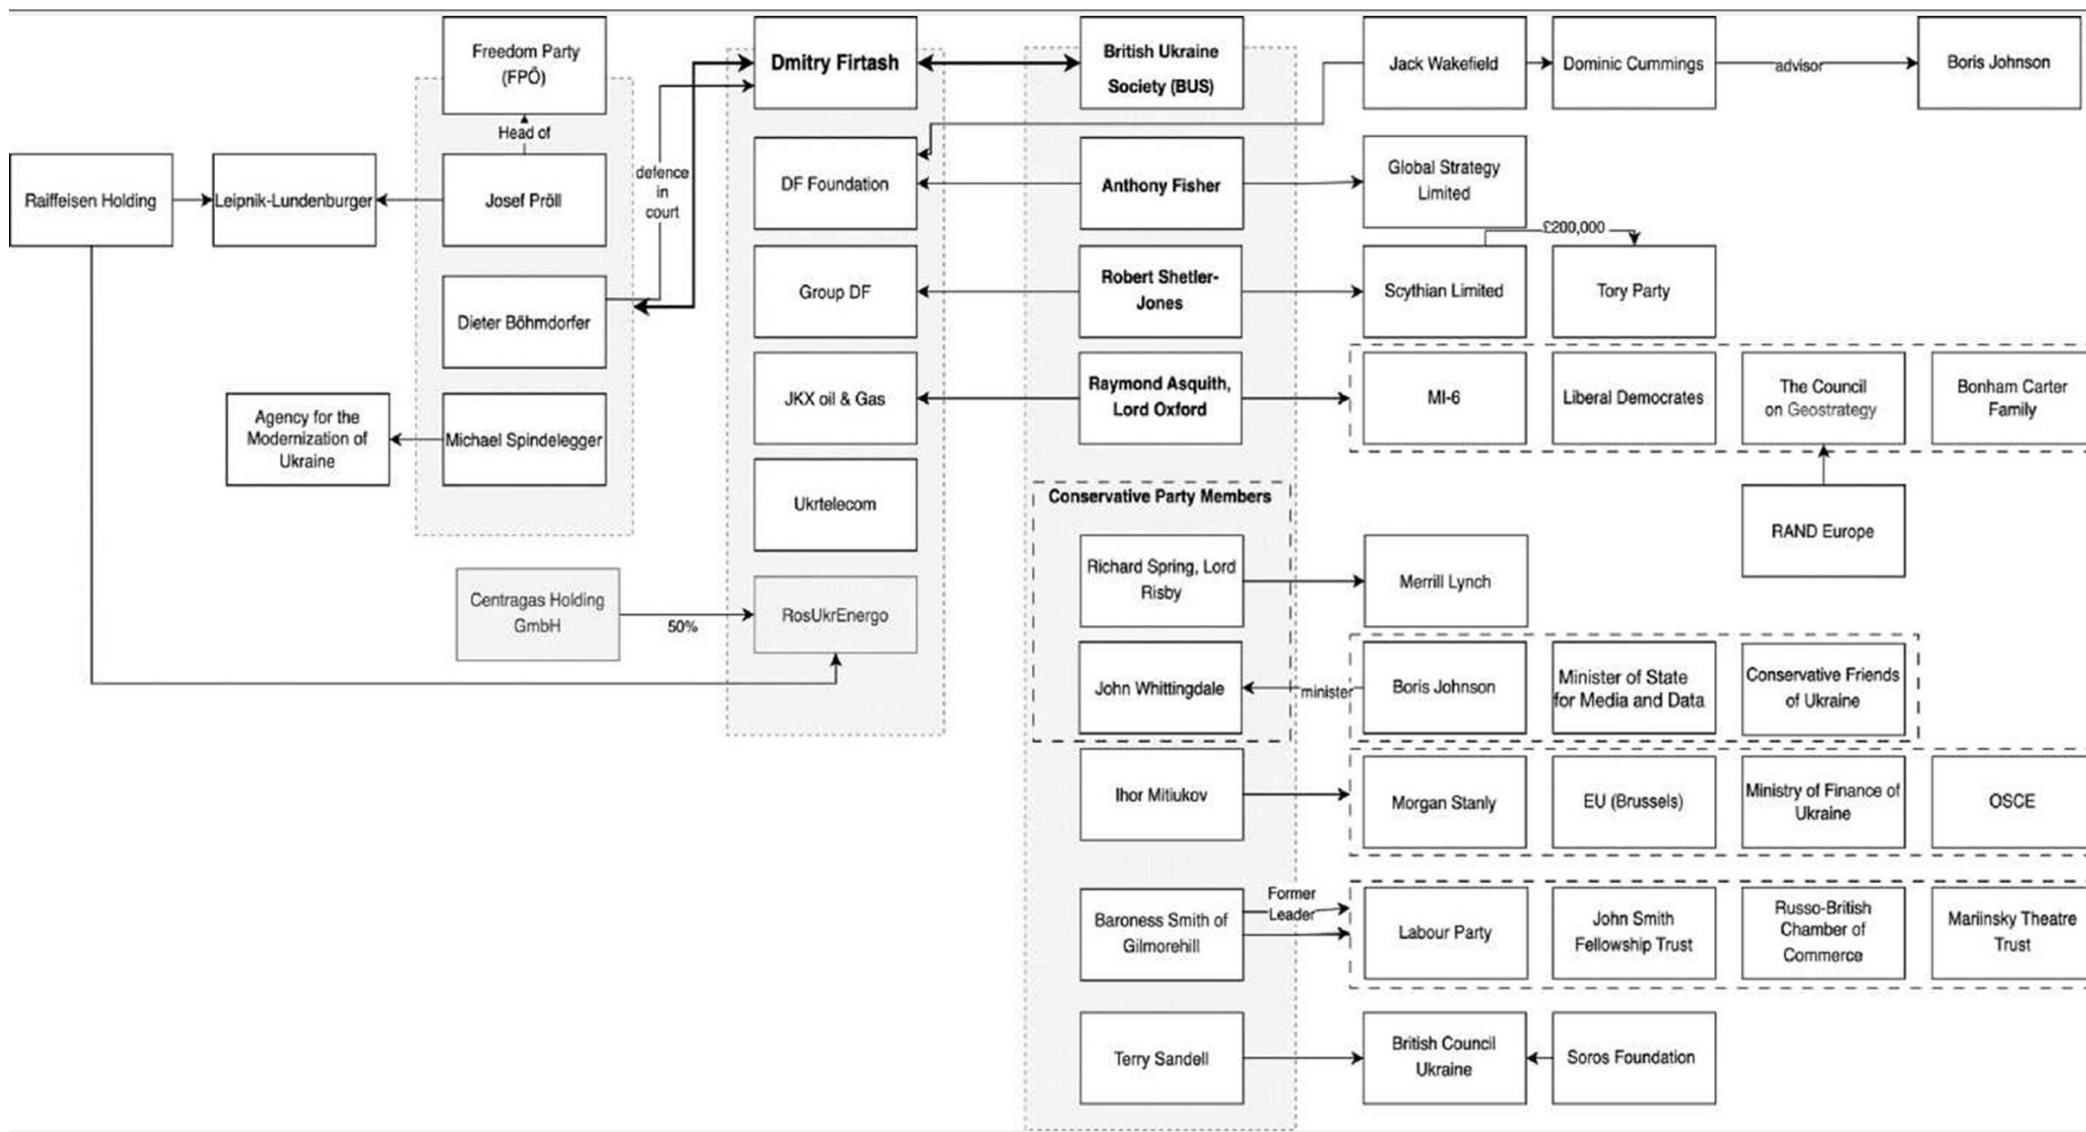 Freedom Party
(FPÖ)
Dmitry Firtash
British Ukraine
Society (BUS)
Jack Wakefield
Dominic Cummings
advisor
Boris Johnson
Head of
defence
in
court
Raiffeisen Holding
Leipnik-Lundenburger
Josef Pröll
DF Foundation
Anthony Fisher
Global Strategy
Limited
£200,000
Dieter Böhmdorfer
Group DF
Robert Shetler-
Jones
Scythian Limited
Tory Party
Agency for the
Modernization of
Ukraine
Michael Spindelegger
JKX oil & Gas
Raymond Asquith,
Lord Oxford
MI-6
Liberal Democrates
The Council
on Geostrategy
Bonham Carter
Family
Ukrtelecom
Conservative Party Members
RAND Europe
Centragas Holding
GmbH
50%
RosUkrEnergo
Richard Spring, Lord
Risby
Merrill Lynch
John Whittingdale
minister
Boris Johnson
Minister of State
for Media and Data
Conservative Friends
of Ukraine
Ihor Mitiukov
Morgan Stanly
EU (Brussels)
Ministry of Finance of
Ukraine
OSCE
Baroness Smith of
Gilmorehill
Former
Leader
Labour Party
John Smith
Fellowship Trust
Russo-British
Chamber of
Commerce
Mariinsky Theatre
Trust
Terry Sandell
British Council
Ukraine
Soros Foundation